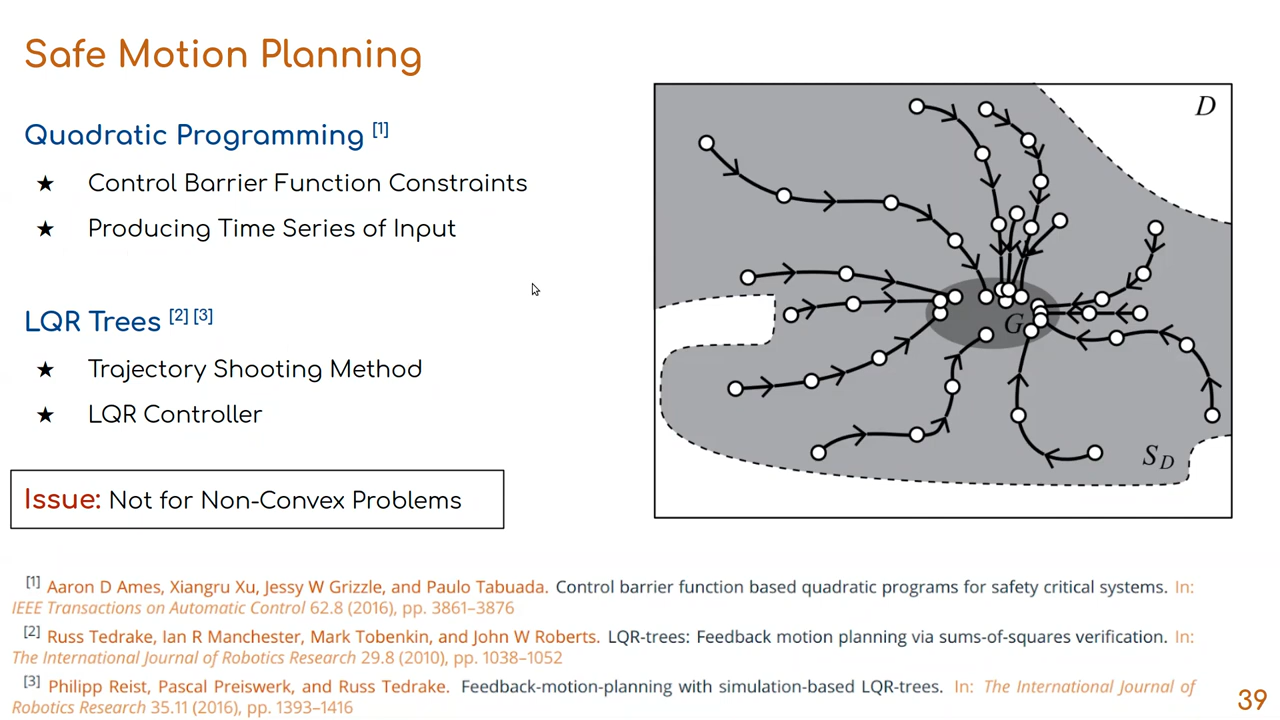 Safe Motion Planning
Quadratic Programming [1]
★ Control Barrier Function Constraints
★ Producing Time Series of Input
LQR Trees [2] [3]
★ Trajectory Shooting Method
★ LQR Controller
Issue: Not for Non-Convex Problems
D
G
S_D
[1] Aaron D Ames, Xiangru Xu, Jessy W Grizzle, and Paulo Tabuada. Control barrier function based quadratic programs for safety critical systems. In:
IEEE Transactions on Automatic Control 62.8 (2016), pp. 3861–3876
[2] Russ Tedrake, Ian R Manchester, Mark Tobenkin, and John W Roberts. LQR-trees: Feedback motion planning via sums-of-squares verification. In:
The International Journal of Robotics Research 29.8 (2010), pp. 1038–1052
[3] Philipp Reist, Pascal Preiswerk, and Russ Tedrake. Feedback-motion-planning with simulation-based LQR-trees. In: The International Journal of
Robotics Research 35.11 (2016), pp. 1393–1416
39